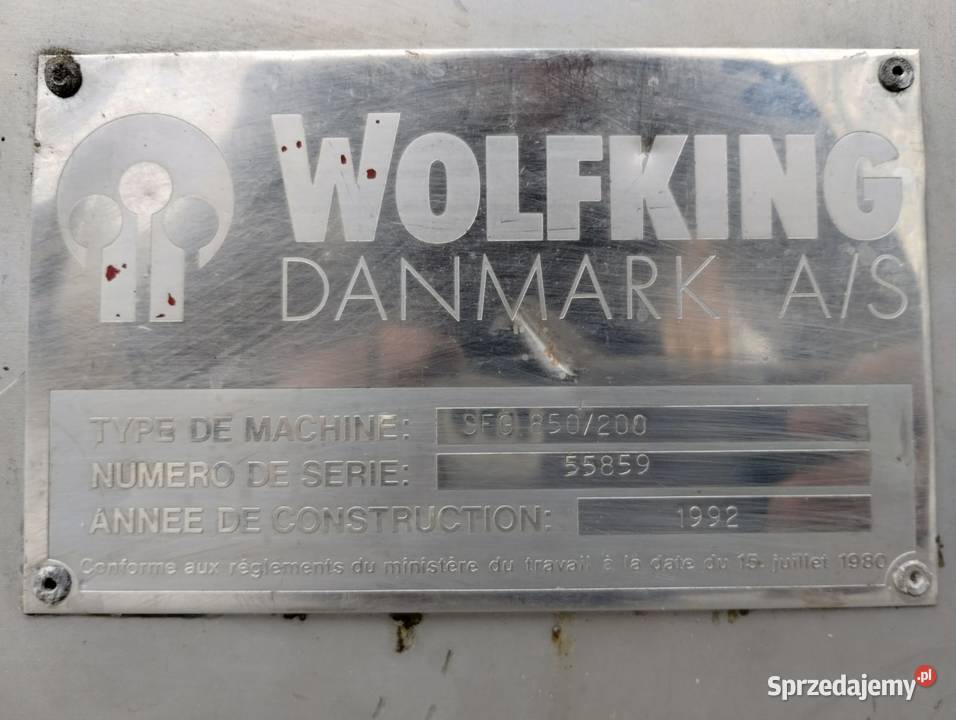 WOLFKING
DANMARK A/S
TYPE DE MACHINE: SFG 850/200
NUMERO DE SERIE: 55859
ANNEE DE CONSTRUCTION: 1992
Conforme aux réglements du ministère du travail à la date du 15. juillet 1980
Sprzedajemy.pl